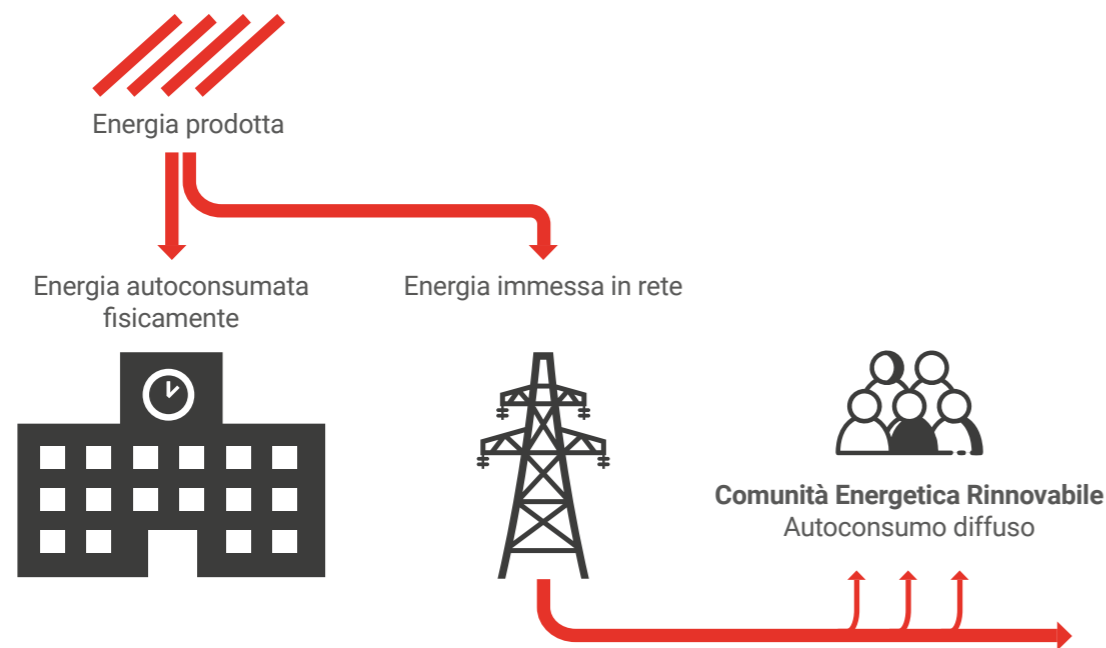 Energia prodotta
Energia autoconsumata
fisicamente
Energia immessa in rete
Comunità Energetica Rinnovabile
Autoconsumo diffuso